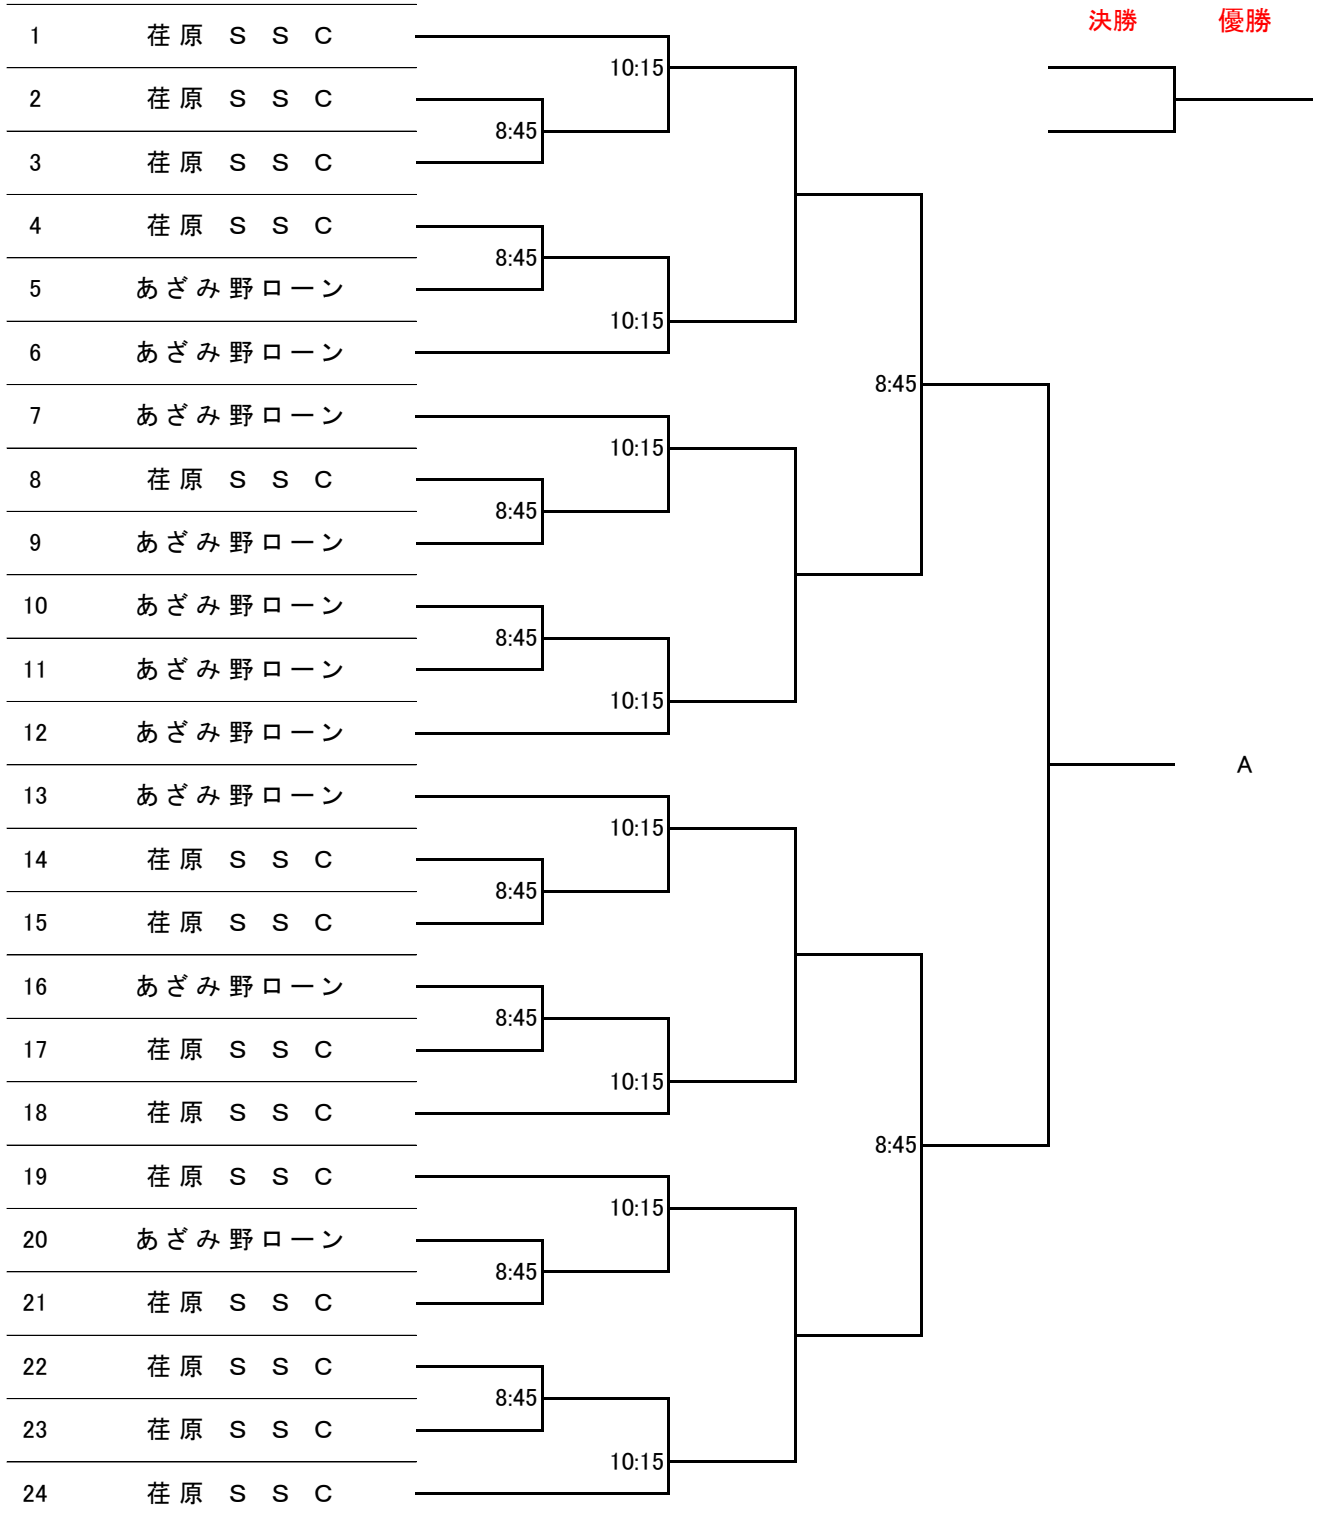 決勝 優勝
1 荏原 S S C
10:15
2 荏原 S S C
8:45
3 荏原 S S C
4 荏原 S S C
8:45
5 あざみ野ローン
10:15
6 あざみ野ローン
8:45
7 あざみ野ローン
10:15
8 荏原 S S C
8:45
9 あざみ野ローン
10 あざみ野ローン
8:45
11 あざみ野ローン
10:15
12 あざみ野ローン
A
13 あざみ野ローン
10:15
14 荏原 S S C
8:45
15 荏原 S S C
16 あざみ野ローン
8:45
17 荏原 S S C
10:15
18 荏原 S S C
8:45
19 荏原 S S C
10:15
20 あざみ野ローン
8:45
21 荏原 S S C
22 荏原 S S C
8:45
23 荏原 S S C
10:15
24 荏原 S S C